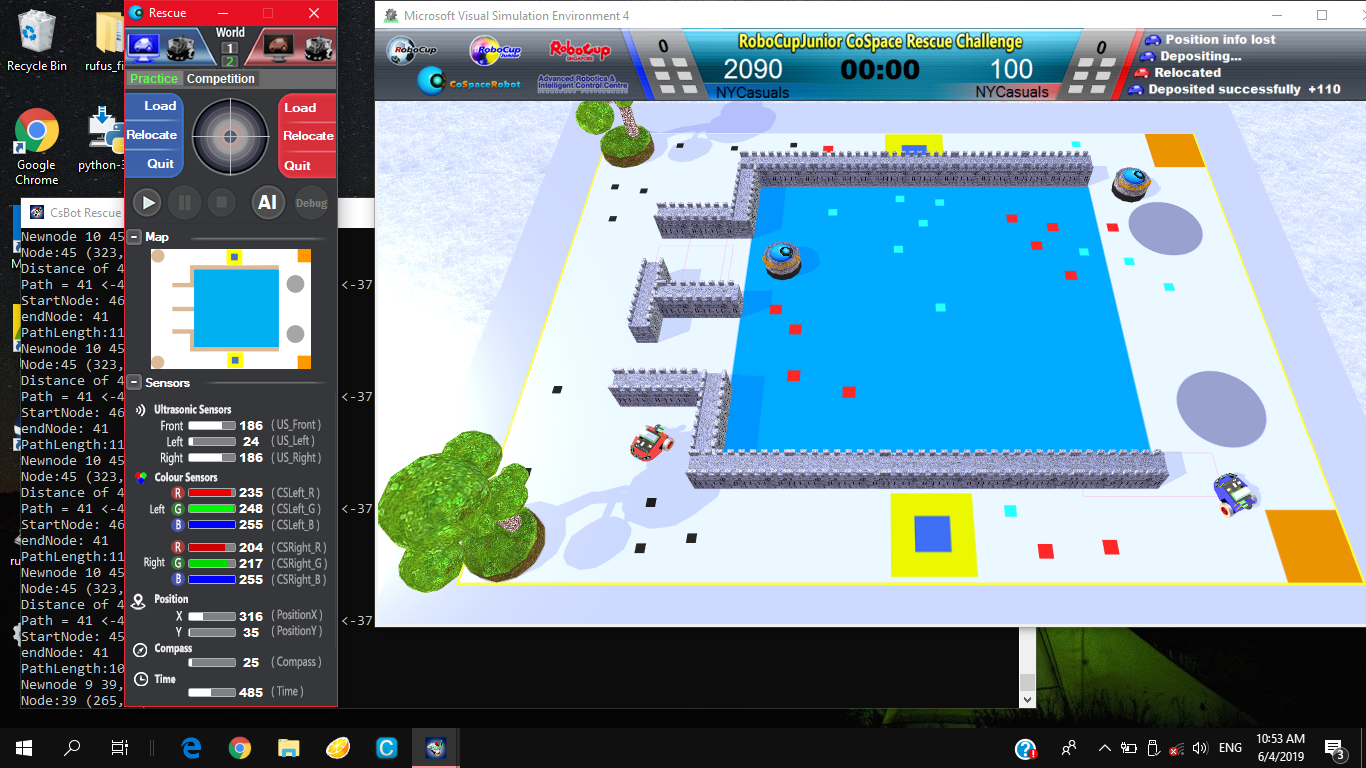 Recycle Bin
rufus_fi
Google
Chrome
python-3
CsBot Rescue
Newnode 10 45
Node:45 (323,
Distance of 4
Path = 41 <-4
<-37
StartNode: 46
endNode: 41
PathLength:11
Newnode 10 45
Node:45 (323,
Distance of 4
Path = 41 <-4
<-37
StartNode: 46
endNode: 41
PathLength:11
Newnode 10 45
Node:45 (323,
Distance of 4
Path = 41 <-4
<-37
StartNode: 46
endNode: 41
PathLength:11
Newnode 10 45
Node:45 (323,
Distance of 4
Path = 41 <-4
<-37
StartNode: 45
endNode: 41
PathLength:10
Newnode 9 39,
Node:39 (265,
Rescue
World
1
2
Practice Competition
Load
Relocate
Quit
Load
Relocate
Quit
AI
Debug
Map
Sensors
Ultrasonic Sensors
Front 186 ( US_Front )
Left 24 ( US_Left )
Right 186 ( US_Right )
Colour Sensors
R 235 ( CSLeft_R )
Left G 248 ( CSLeft_G )
B 255 ( CSLeft_B )
R 204 ( CSRight_R )
Right G 217 ( CSRight_G )
B 255 ( CSRight_B )
Position
X 316 ( PositionX )
Y 35 ( PositionY )
Compass
25 ( Compass )
Time
485 ( Time )
Microsoft Visual Simulation Environment 4
RoboCup
RoboCup
Junior
RoboCup
SINGAPORE
CoSpaceRobot
Advanced Robotics &
Intelligent Control Centre
0
RoboCupJunior CoSpace Rescue Challenge
2090 00:00 100
NYCasuals NYCasuals
0
Position info lost
Depositing...
Relocated
Deposited successfully +110
ENG
10:53 AM
6/4/2019
3